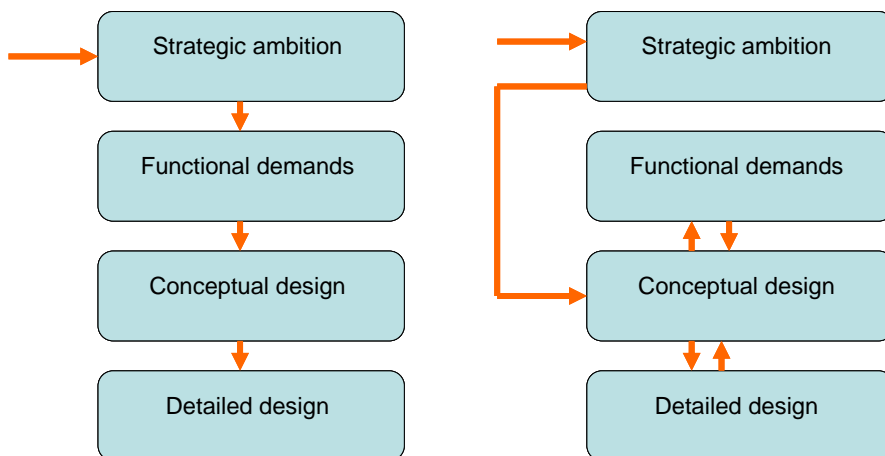 Strategic ambition
Functional demands
Conceptual design
Detailed design
Strategic ambition
Functional demands
Conceptual design
Detailed design